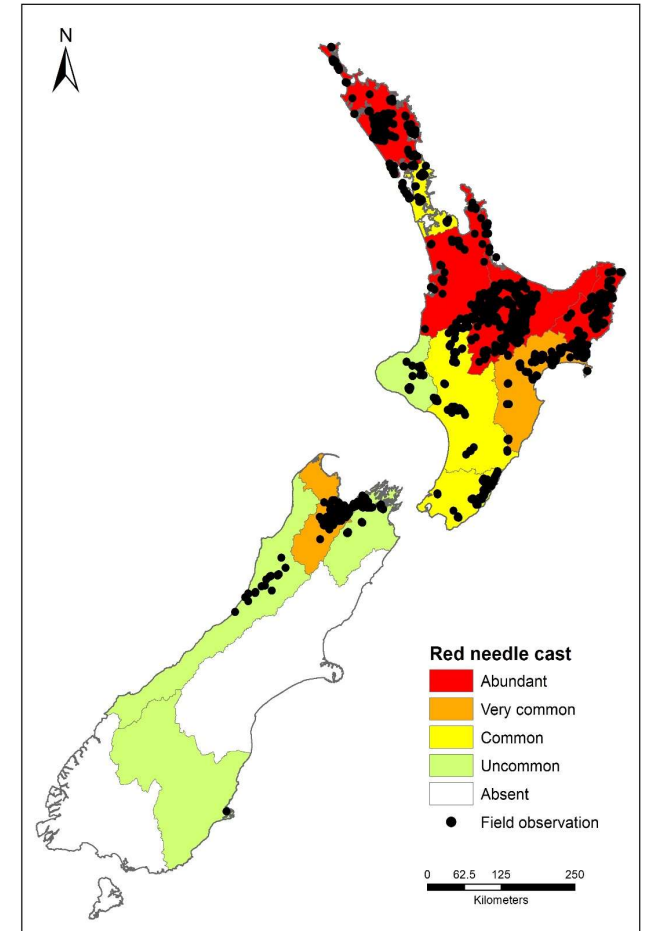 N
Red needle cast
Abundant
Very common
Common
Uncommon
Absent
Field observation
0 62.5 125 250
Kilometers